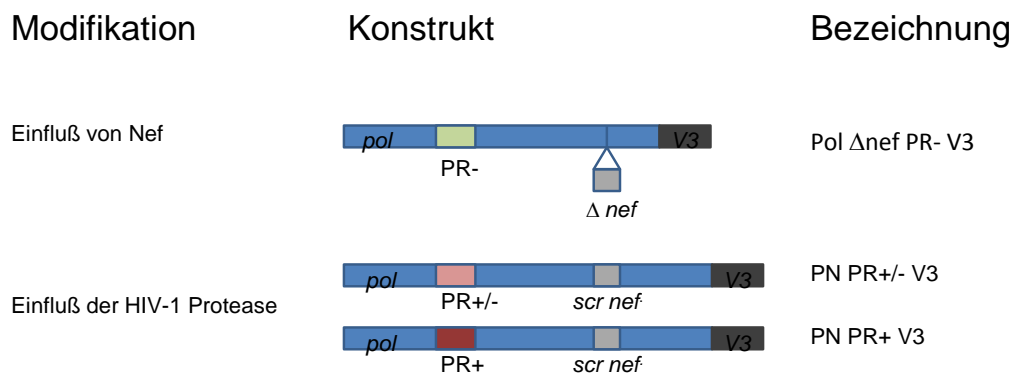 Modifikation Konstrukt Bezeichnung
Einfluß von Nef pol V3 Pol Δnef PR- V3
PR-
Δ nef
pol V3 PN PR+/- V3
PR+/- scr nef
Einfluß der HIV-1 Protease
pol V3 PN PR+ V3
PR+ scr nef